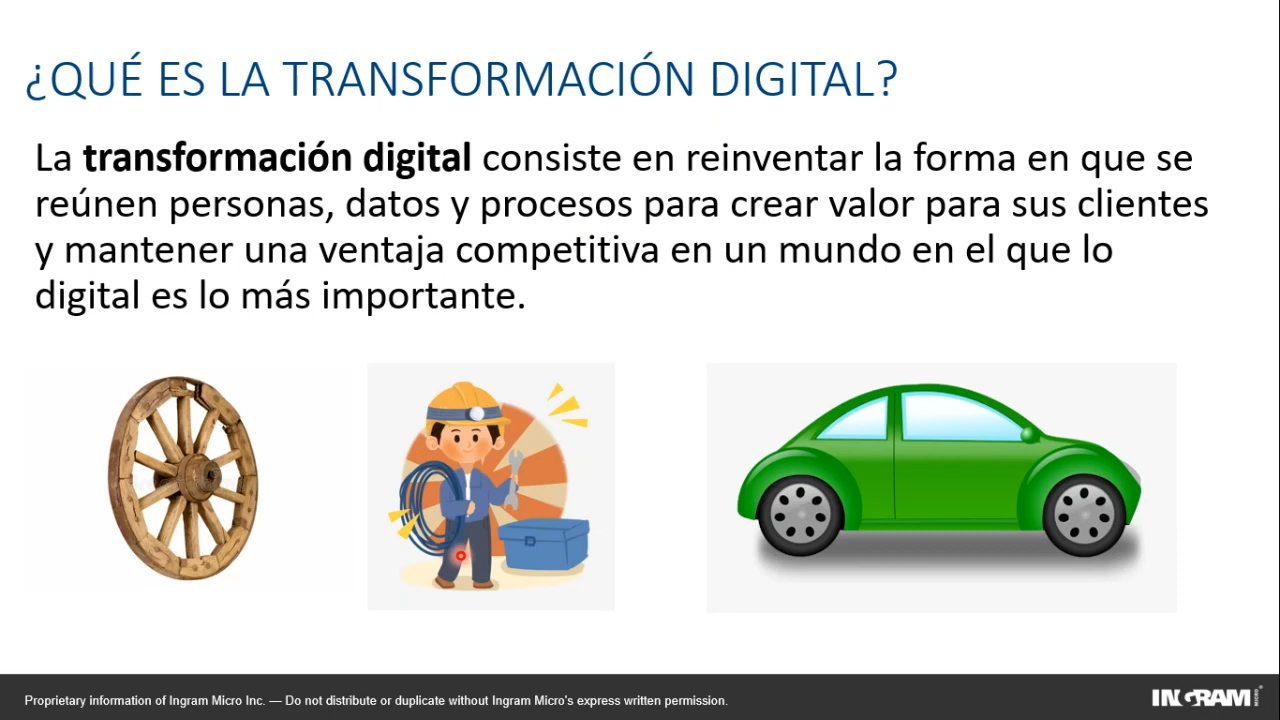 ¿QUÉ ES LA TRANSFORMACIÓN DIGITAL?
La transformación digital consiste en reinventar la forma en que se
reúnen personas, datos y procesos para crear valor para sus clientes
y mantener una ventaja competitiva en un mundo en el que lo
digital es lo más importante.
Proprietary information of Ingram Micro Inc. — Do not distribute or duplicate without Ingram Micro's express written permission.
INGRAM MICRO